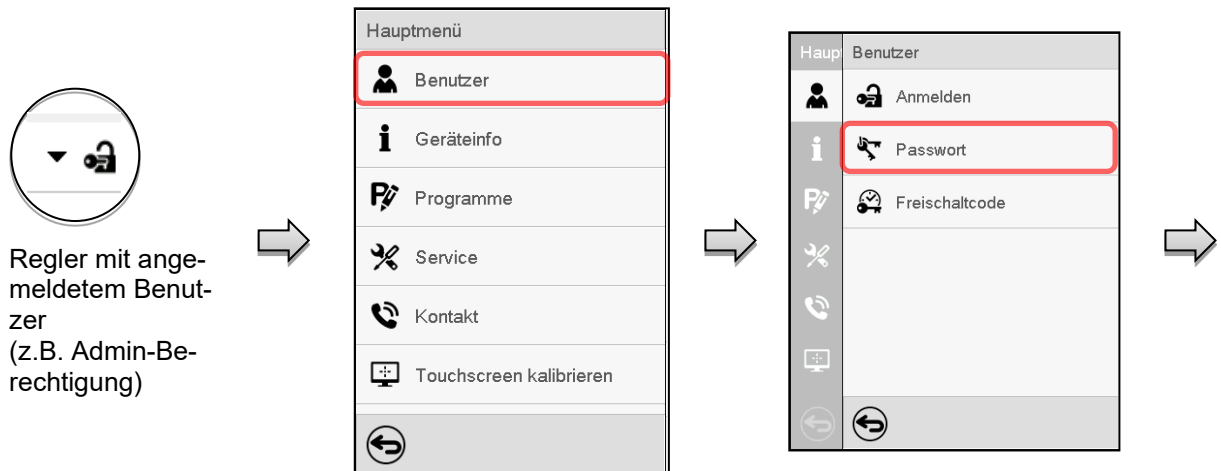 Regler mit ange-
meldetem Benut-
zer
(z.B. Admin-Be-
rechtigung)
Hauptmenü
Benutzer
Geräteinfo
Programme
Service
Kontakt
Touchscreen kalibrieren
Haup
Benutzer
Anmelden
Passwort
Freischaltcode